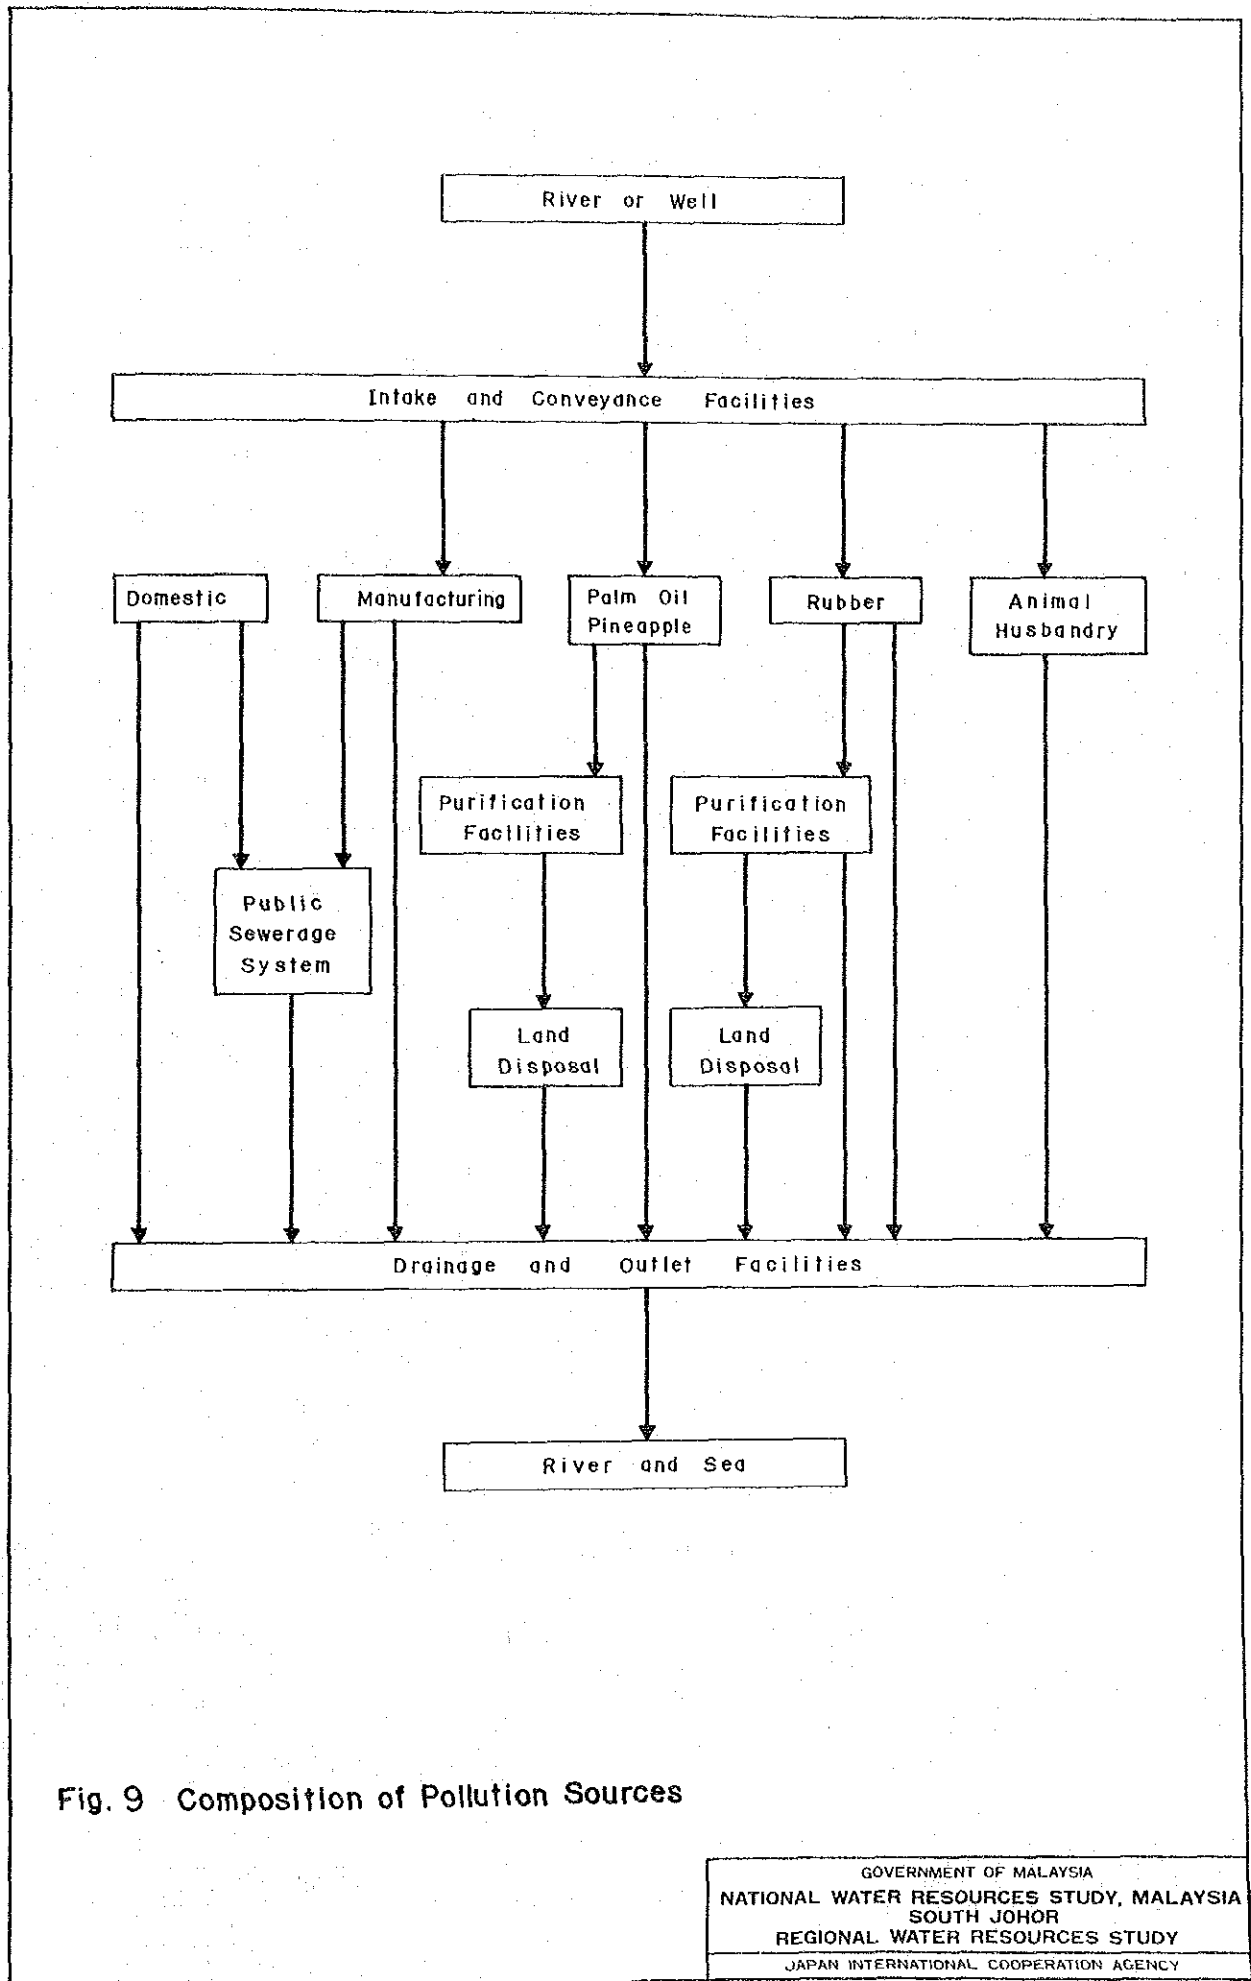 River or Well
Intake and Conveyance Facilities
Domestic
Manufacturing
Palm Oil
Pineapple
Rubber
Animal
Husbandry
Purification
Facilities
Purification
Facilities
Public
Sewerage
System
Land
Disposal
Land
Disposal
Drainage and Outlet Facilities
River and Sea
Fig. 9 Composition of Pollution Sources
GOVERNMENT OF MALAYSIA
NATIONAL WATER RESOURCES STUDY, MALAYSIA
SOUTH JOHOR
REGIONAL WATER RESOURCES STUDY
JAPAN INTERNATIONAL COOPERATION AGENCY